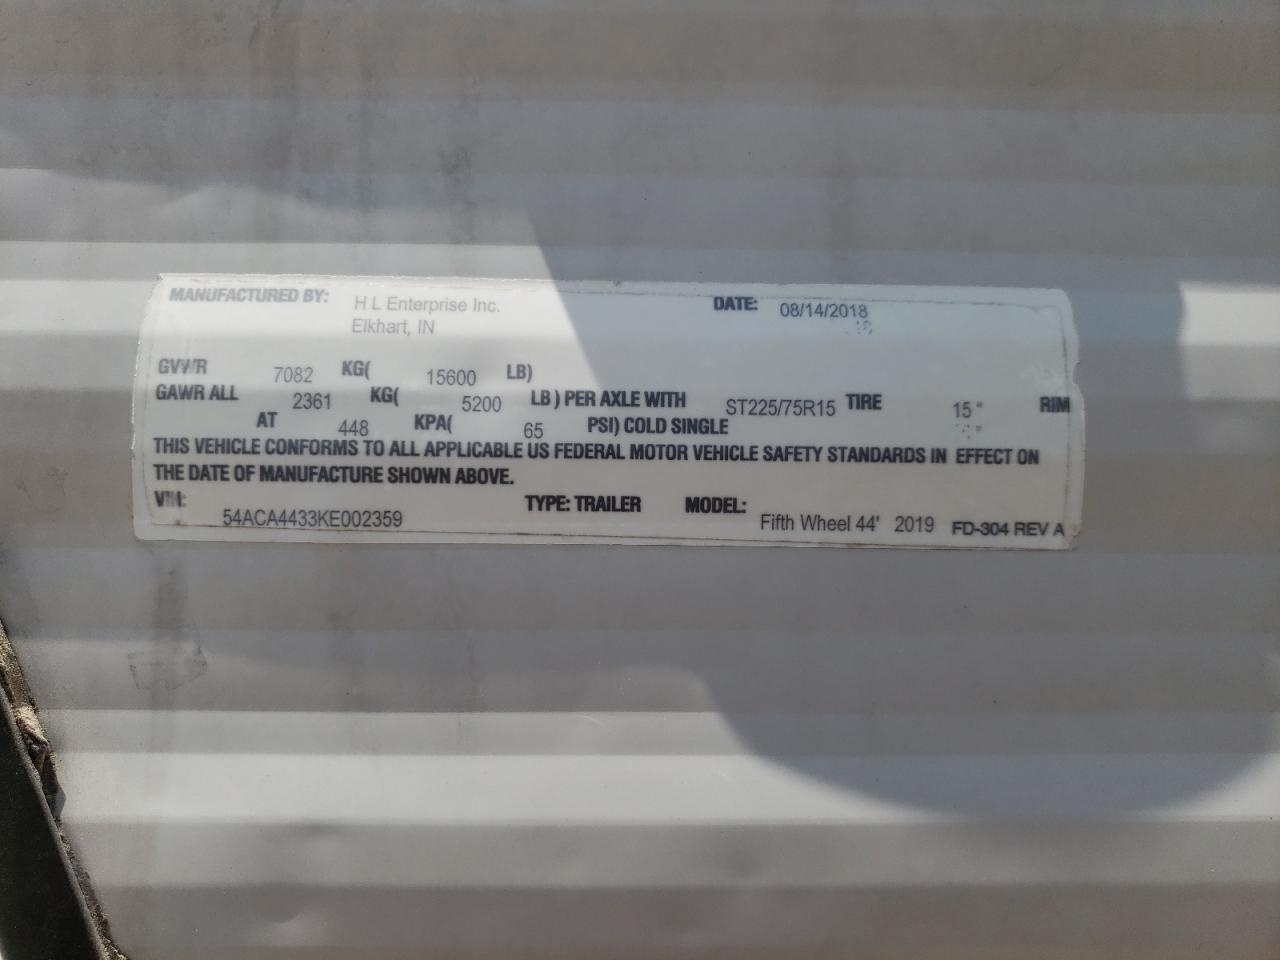 MANUFACTURED BY: H L Enterprise Inc. DATE: 08/14/2018
Elkhart, IN
GVWR 7082 KG( 15600 LB)
GAWR ALL 2361 KG( 5200 LB) PER AXLE WITH ST225/75R15 TIRE 15" RIM
AT 448 KPA( 65 PSI) COLD SINGLE
THIS VEHICLE CONFORMS TO ALL APPLICABLE US FEDERAL MOTOR VEHICLE SAFETY STANDARDS IN EFFECT ON
THE DATE OF MANUFACTURE SHOWN ABOVE.
VIN: 54ACA4433KE002359 TYPE: TRAILER MODEL: Fifth Wheel 44' 2019 FD-304 REV A